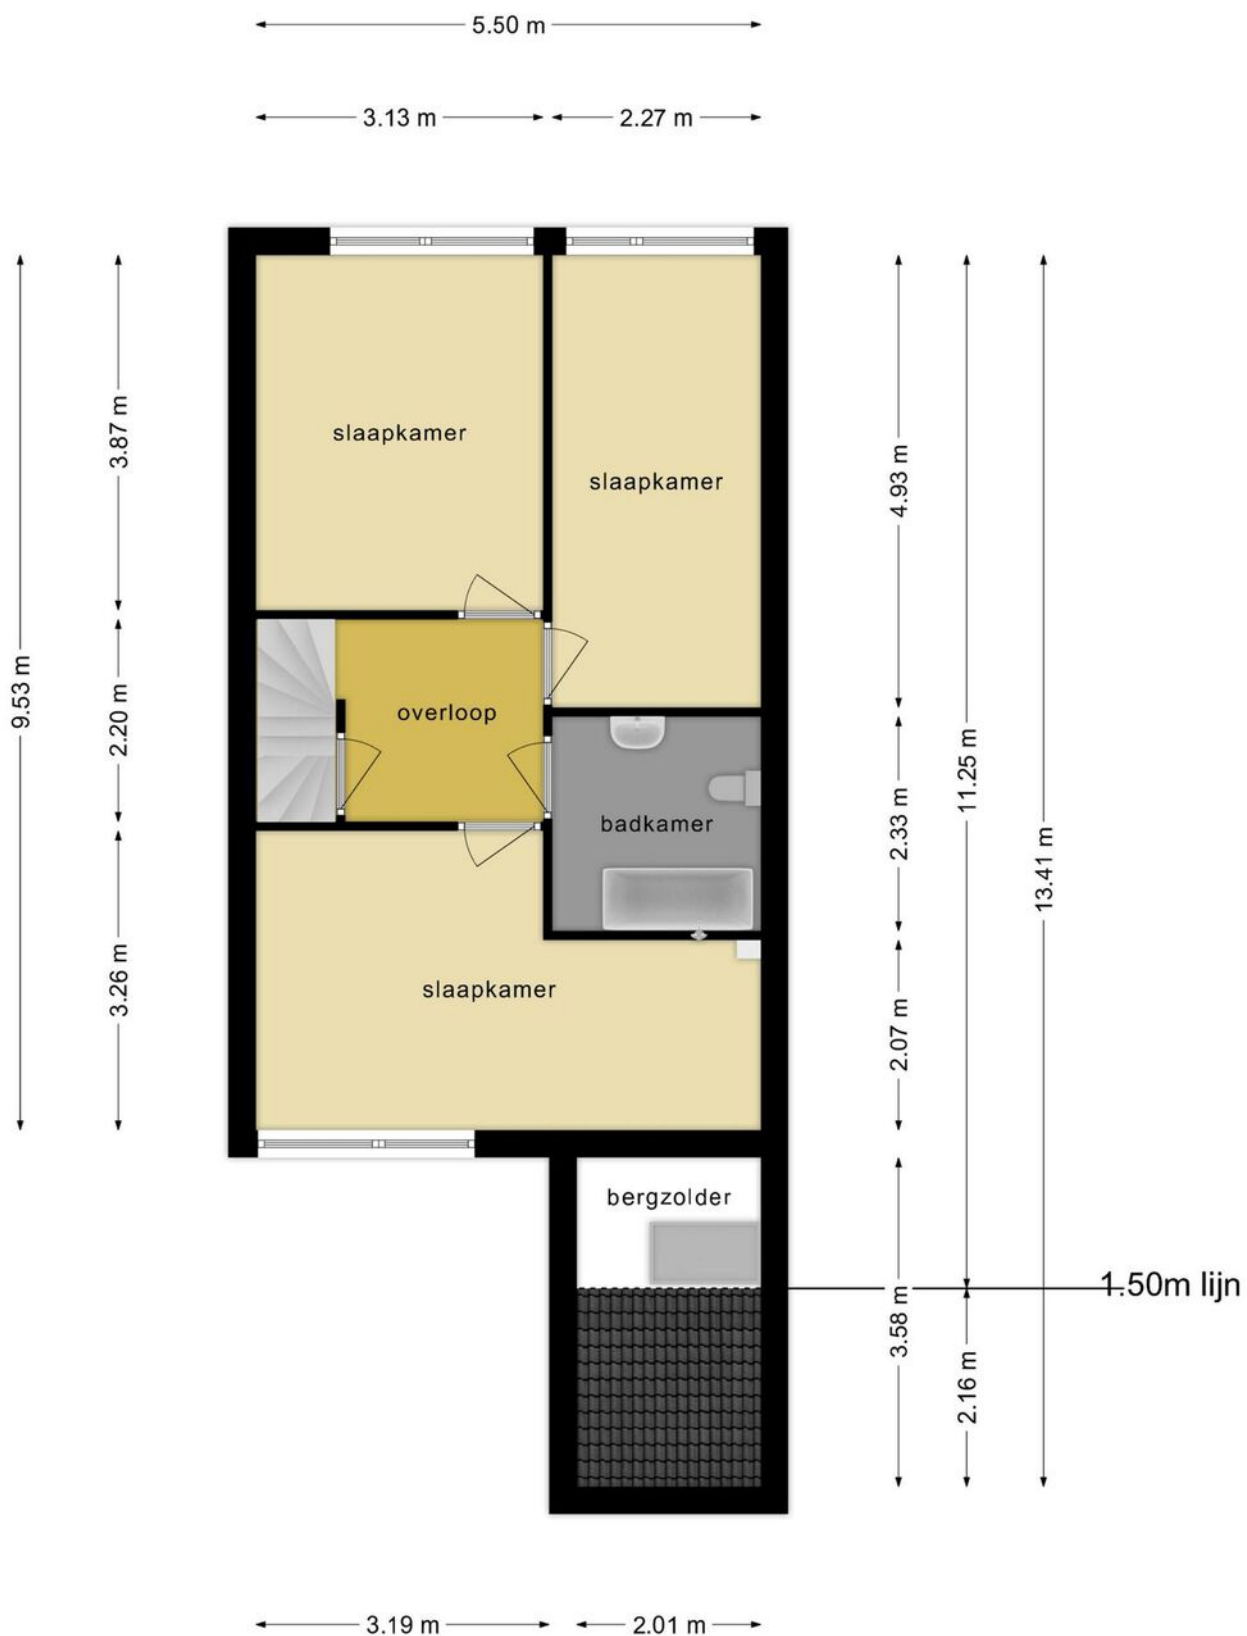 5.50 m
3.13 m
2.27 m
slaapkamer
slaapkamer
3.87 m
4.93 m
9.53 m
2.20 m
overloop
11.25 m
badkamer
2.33 m
13.41 m
3.26 m
slaapkamer
2.07 m
bergzolder
1.50m lijn
3.58 m
2.16 m
3.19 m
2.01 m